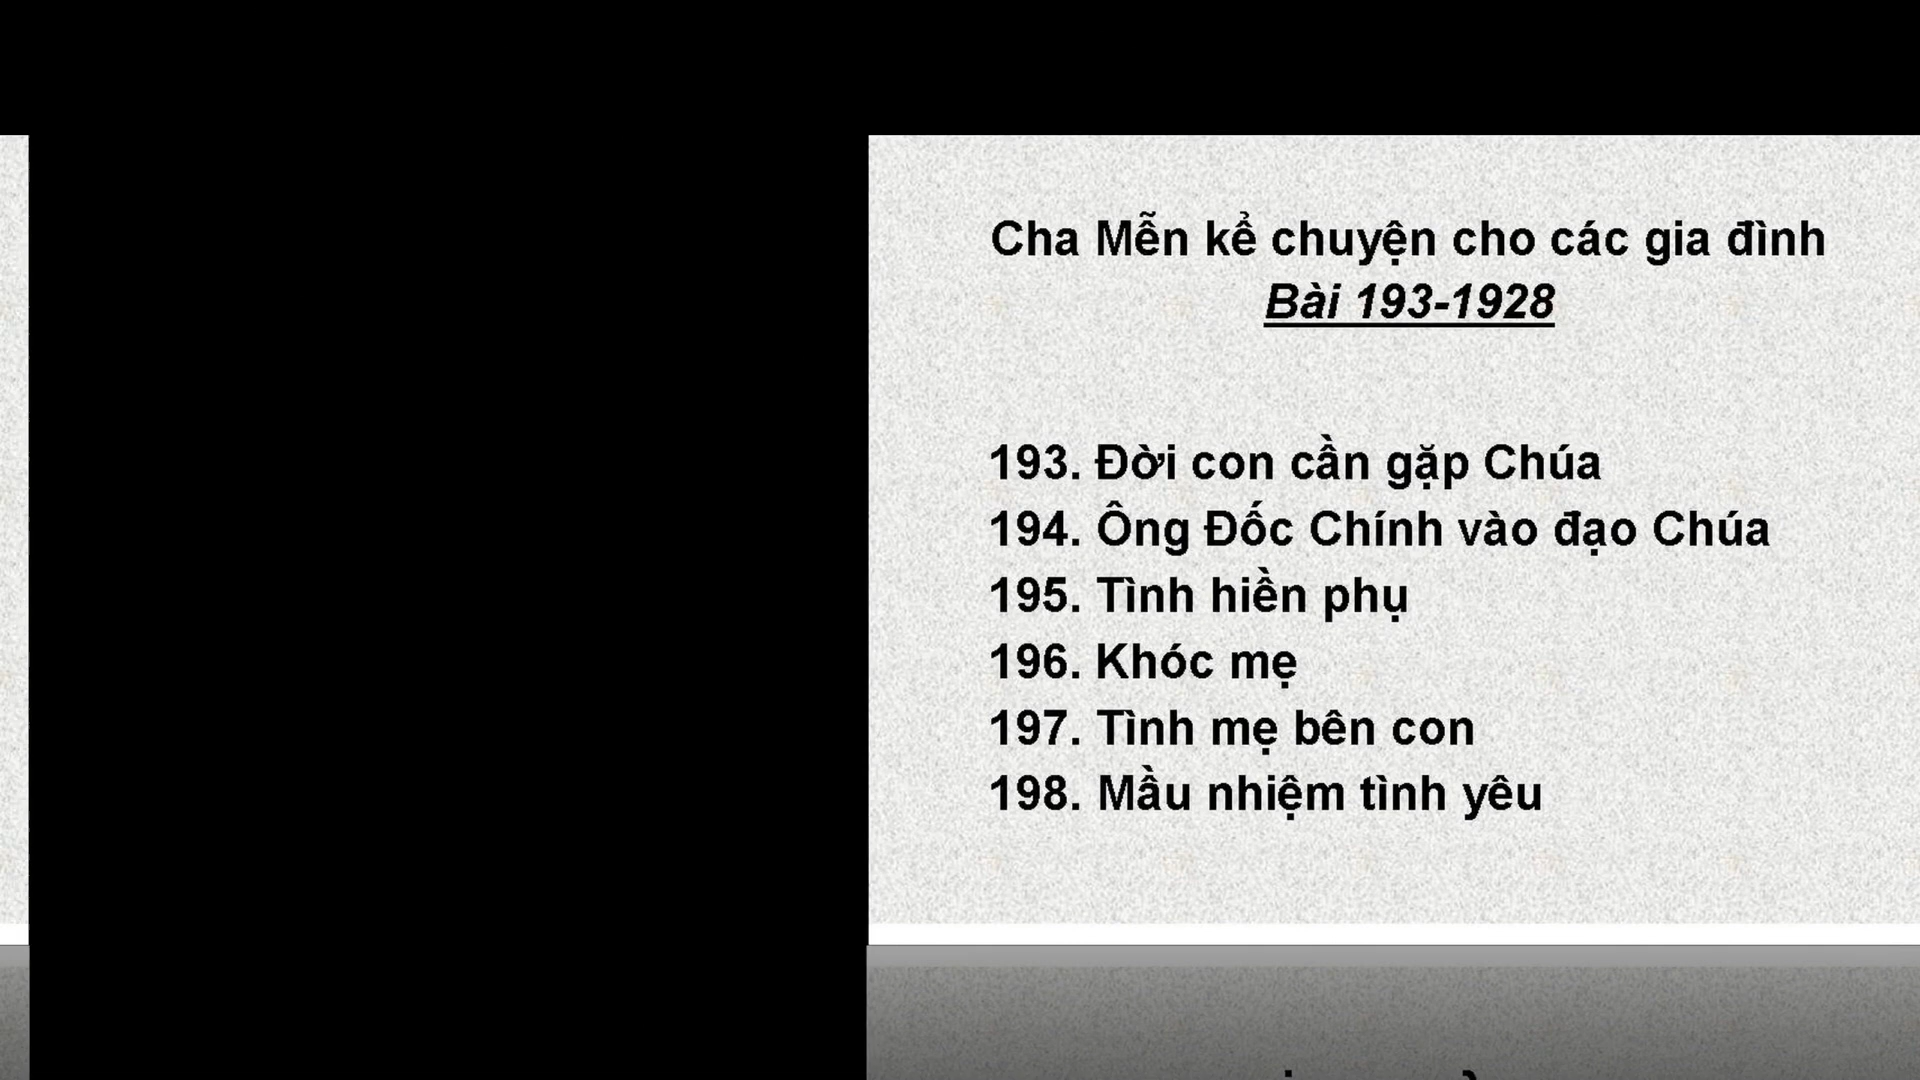 Cha Mễn kể chuyện cho các gia đình
Bài 193-1928
193. Đời con cần gặp Chúa
194. Ông Đốc Chính vào đạo Chúa
195. Tình hiền phụ
196. Khóc mẹ
197. Tình mẹ bên con
198. Mầu nhiệm tình yêu